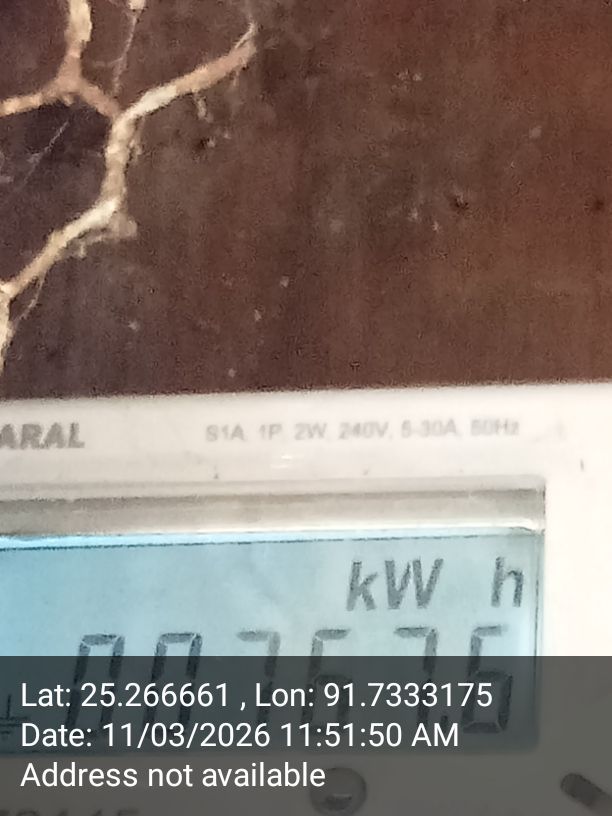 ARAL
S1A, 1P, 2W, 240V, 5-30A, 50Hz
kW h
Lat: 25.266661 , Lon: 91.7333175
Date: 11/03/2026 11:51:50 AM
Address not available